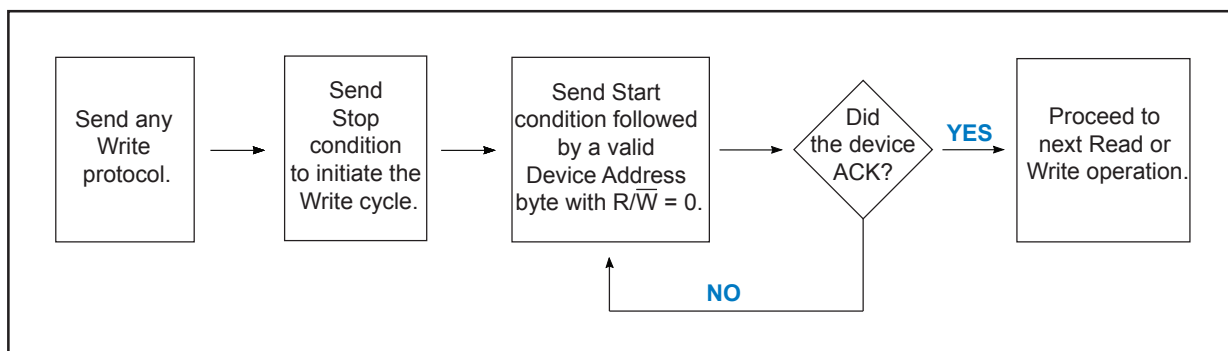 Send any
Write
protocol.
Send
Stop
condition
to initiate the
Write cycle.
Send Start
condition followed
by a valid
Device Address
byte with R/W̅ = 0.
Did
the device
ACK?
YES
Proceed to
next Read or
Write operation.
NO